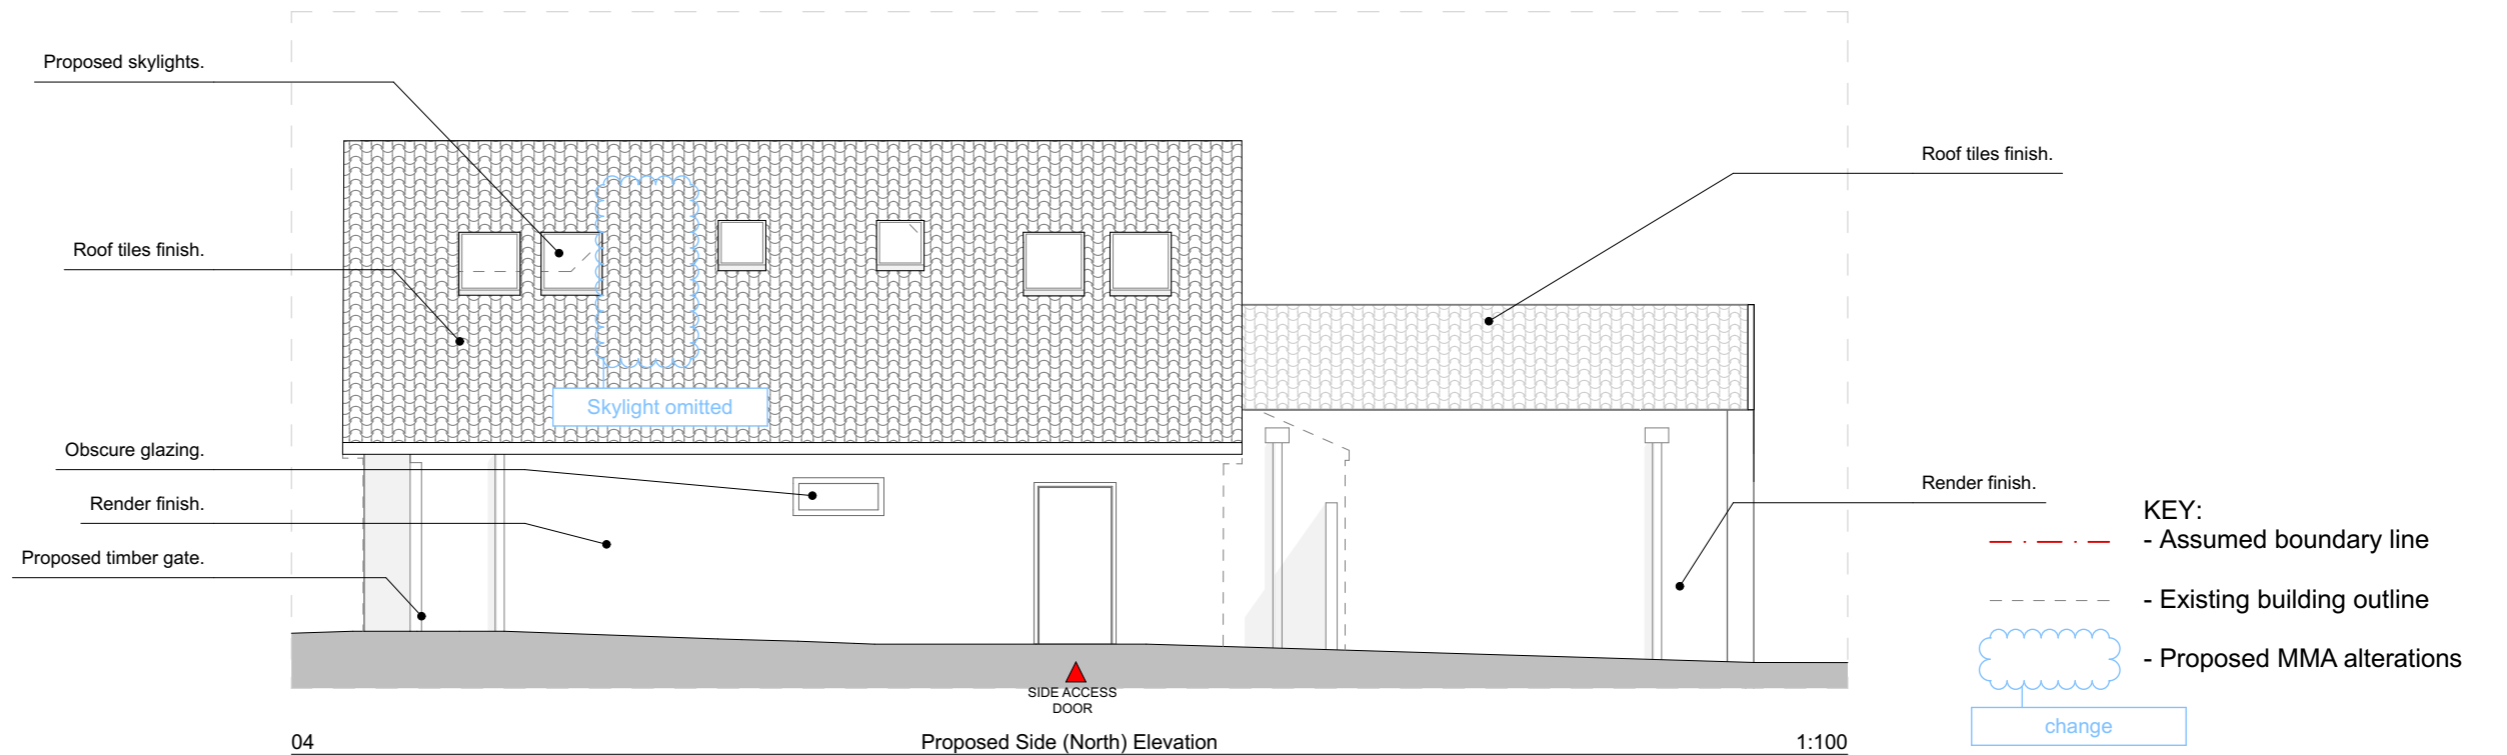 Proposed skylights.
Roof tiles finish.
Roof tiles finish.
Skylight omitted
Obscure glazing.
Render finish.
Render finish.
Proposed timber gate.
KEY:
- Assumed boundary line
- Existing building outline
- Proposed MMA alterations
change
SIDE ACCESS
DOOR
04 Proposed Side (North) Elevation 1:100